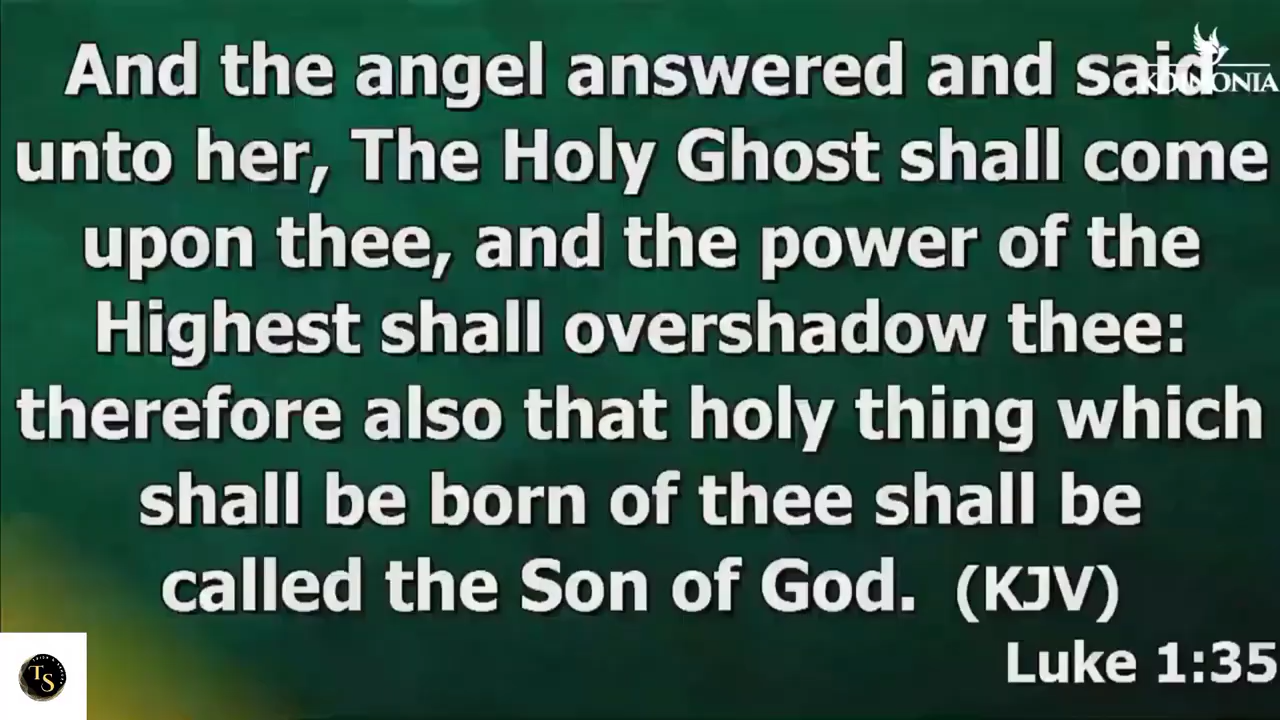 And the angel answered and said
KOINONIA
unto her, The Holy Ghost shall come
upon thee, and the power of the
Highest shall overshadow thee:
therefore also that holy thing which
shall be born of thee shall be
called the Son of God. (KJV)
Luke 1:35
TS